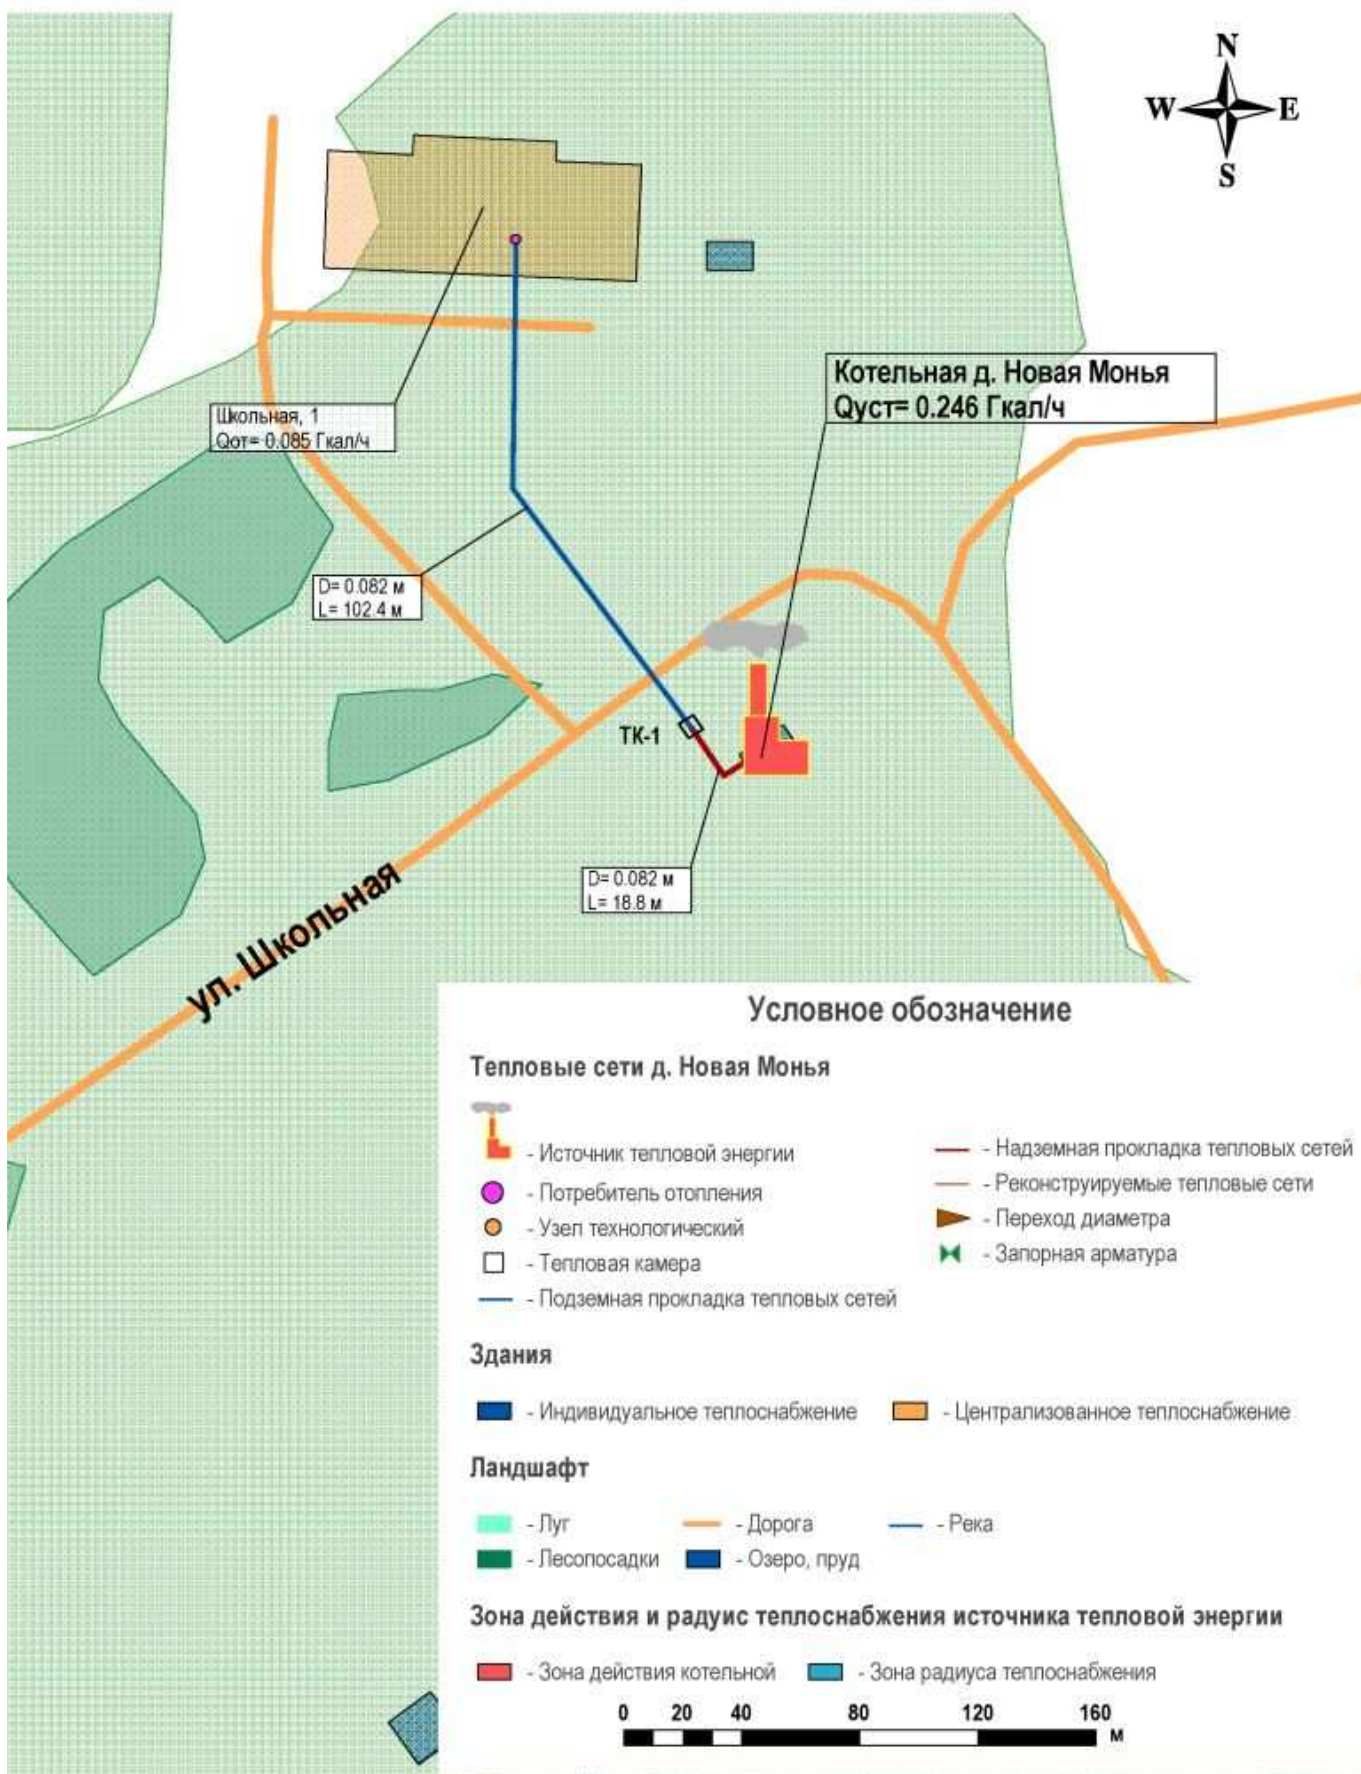 N
W E
S
Котельная д. Новая Монья
Qуст= 0.246 Гкал/ч
Школьная, 1
Qот= 0.085 Гкал/ч
D= 0.082 м
L= 102.4 м
ТК-1
D= 0.082 м
L= 18.8 м
ул. Школьная
Условное обозначение
Тепловые сети д. Новая Монья
- Источник тепловой энергии
- Потребитель отопления
- Узел технологический
- Тепловая камера
- Подземная прокладка тепловых сетей
- Надземная прокладка тепловых сетей
- Реконструируемые тепловые сети
- Переход диаметра
- Запорная арматура
Здания
- Индивидуальное теплоснабжение - Централизованное теплоснабжение
Ландшафт
- Луг - Дорога - Река
- Лесопосадки - Озеро, пруд
Зона действия и радуис теплоснабжения источника тепловой энергии
- Зона действия котельной - Зона радиуса теплоснабжения
0 20 40 80 120 160
м